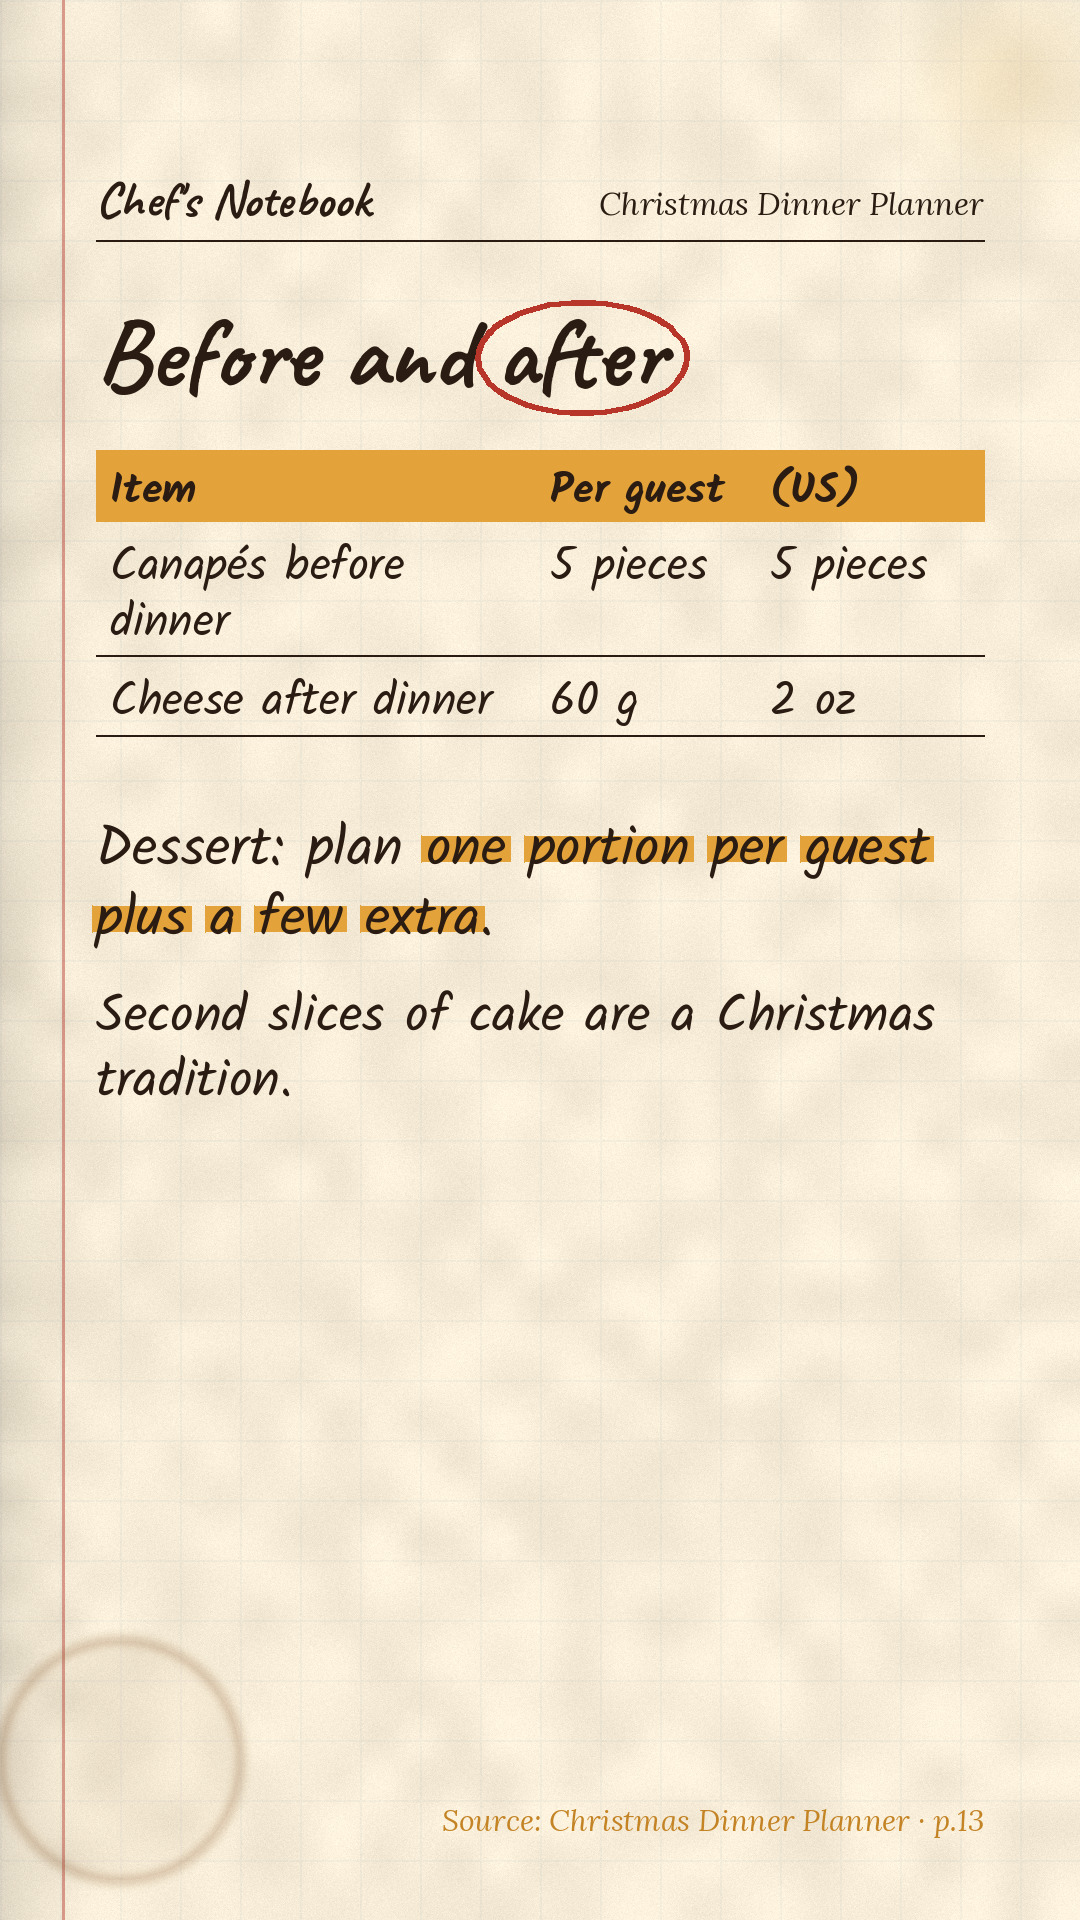 Chef's Notebook
Christmas Dinner Planner
Before and after
Item Per guest (US)
Canapés before 5 pieces 5 pieces
dinner
Cheese after dinner 60 g 2 oz
Dessert: plan one portion per guest
plus a few extra.
Second slices of cake are a Christmas
tradition.
Source: Christmas Dinner Planner · p.13